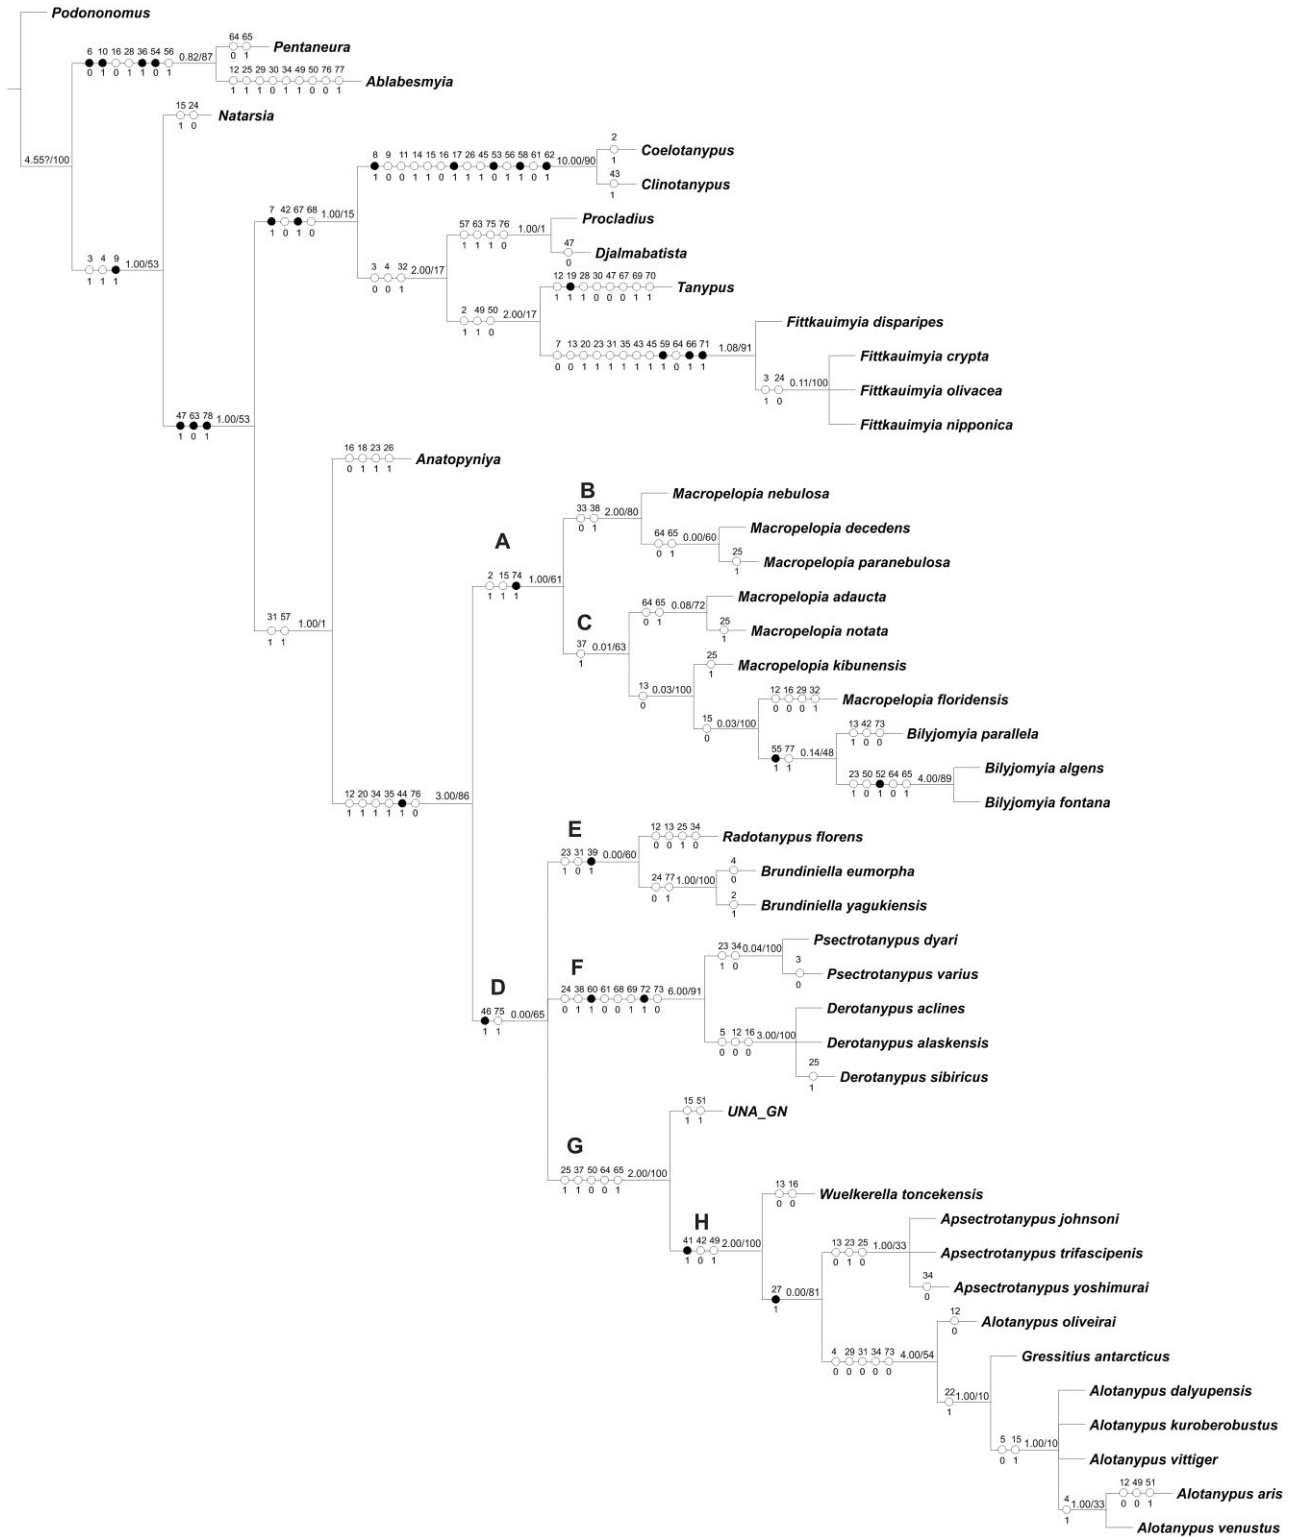 Podononomus
64 65
6 10 16 28 36 54 56 0.82/87 Pentaneura
0 1 0 1 1 0 1 0 1
12 25 29 30 34 49 50 76 77
Ablabesmyia
1 1 1 0 1 1 0 0 1
15 24
Natarsia
1 0
4.55?/100
2
8 9 11 14 15 16 17 26 45 53 56 58 61 62 10.00/90 Coelotanypus
1 0 0 1 1 0 1 1 1 0 1 1 0 1 1
43
Clinotanypus
1
7 42 67 68 1.00/15
1 0 1 0
Procladius
57 63 75 76 1.00/1
1 1 1 0
47
Djalmabatista
0
3 4 9 1.00/53
1 1 1
3 4 32 2.00/17
0 0 1
12 19 28 30 47 67 69 70
Tanypus
1 1 1 0 0 0 1 1
2 49 50 2.00/17
1 1 0
Fittkauimyia disparipes
7 13 20 23 31 35 43 45 59 64 66 71 1.08/91
0 0 1 1 1 1 1 1 1 0 1 1
Fittkauimyia crypta
3 24 0.11/100
1 0
Fittkauimyia olivacea
Fittkauimyia nipponica
47 63 78 1.00/53
1 0 1
16 18 23 26
Anatopyniya
0 1 1 1
B
33 38 2.00/80
0 1
Macropelopia nebulosa
A
64 65 0.00/60
0 1
Macropelopia decedens
25
Macropelopia paranebulosa
1
2 15 74 1.00/61
1 1 1
64 65 0.08/72
0 1
Macropelopia adaucta
C
25
Macropelopia notata
1
31 57 1.00/1
1 1
37 0.01/63
1
25
Macropelopia kibunensis
1
13 0.03/100
0
12 16 29 32
Macropelopia floridensis
0 0 0 1
15 0.03/100
0
13 42 73
Bilyjomyia parallela
1 0 0
55 77 0.14/48
1 1
Bilyjomyia algens
23 50 52 64 65 4.00/89
1 0 1 0 1
Bilyjomyia fontana
12 20 34 35 44 76 3.00/86
1 1 1 1 1 0
E
12 13 25 34
Radotanypus florens
0 0 1 0
23 31 39 0.00/60
1 0 1
4
Brundiniella eumorpha
0
24 77 1.00/100
0 1
2
Brundiniella yagukiensis
1
Psectrotanypus dyari
23 34 0.04/100
1 0
3
Psectrotanypus varius
0
F
D
24 38 60 61 68 69 72 73 6.00/91
0 1 1 0 0 1 1 0
Derotanypus aclines
46 75 0.00/65
1 1
5 12 16 3.00/100
0 0 0
Derotanypus alaskensis
25
Derotanypus sibiricus
1
15 51
UNA_GN
1 1
G
25 37 50 64 65 2.00/100
1 1 0 0 1
13 16
Wuelkerella toncekensis
0 0
H
41 42 49 2.00/100
1 0 1
Apsectrotanypus johnsoni
13 23 25 1.00/33
0 1 0
Apsectrotanypus trifascipenis
34
Apsectrotanypus yoshimurai
0
27 0.00/81
1
12
Alotanypus oliveirai
0
4 29 31 34 73 4.00/54
0 0 0 0 0
Gressitius antarcticus
22 1.00/10
1
Alotanypus dalyupensis
Alotanypus kuroberobustus
5 15 1.00/10
0 1
Alotanypus vittiger
12 49 51
Alotanypus aris
0 0 1
4 1.00/33
1
Alotanypus venustus